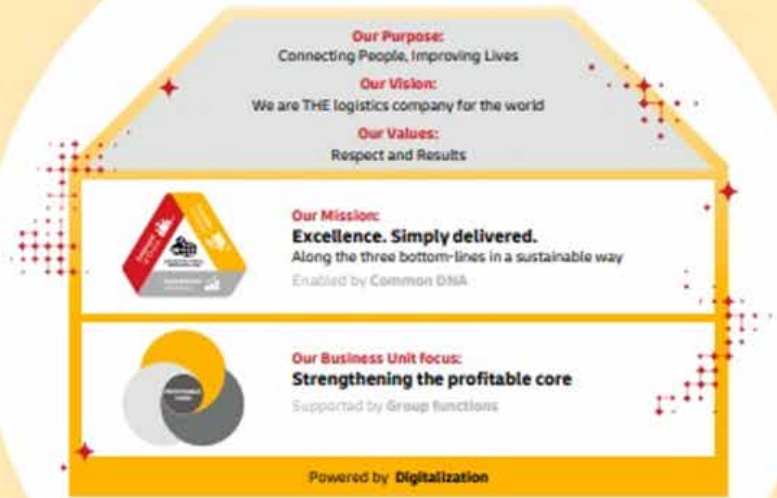 Our Purpose:
Connecting People, Improving Lives
Our Vision:
We are THE logistics company for the world
Our Values:
Respect and Results
Our Mission:
Excellence. Simply delivered.
Along the three bottom-lines in a sustainable way
Enabled by Common DNA
Our Business Unit focus:
Strengthening the profitable core
Supported by Group functions
Powered by Digitalization